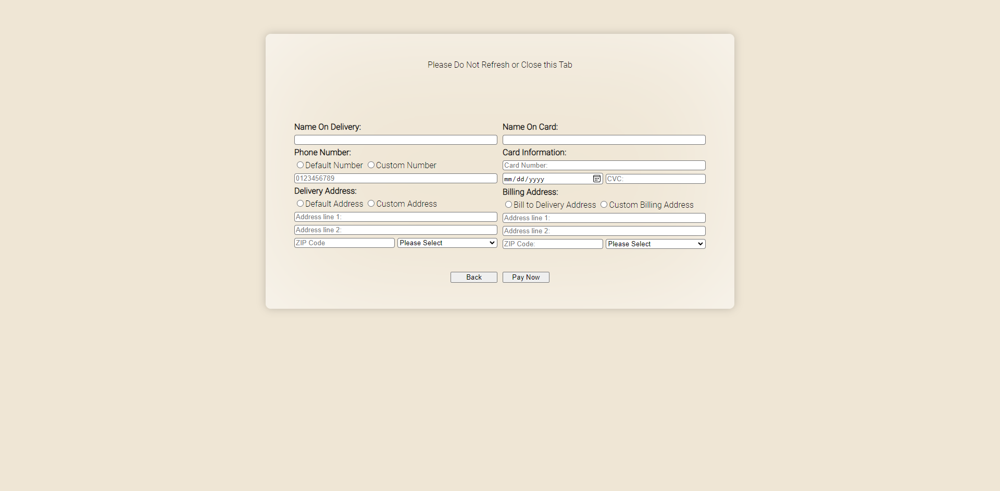 Please Do Not Refresh or Close this Tab
Name On Delivery:
Phone Number:
Default Number Custom Number
0123456789
Delivery Address:
Default Address Custom Address
Address line 1:
Address line 2:
ZIP Code Please Select
Name On Card:
Card Information:
Card Number:
mm/dd/yyyy CVC:
Billing Address:
Bill to Delivery Address Custom Billing Address
Address line 1:
Address line 2:
ZIP Code: Please Select
Back Pay Now